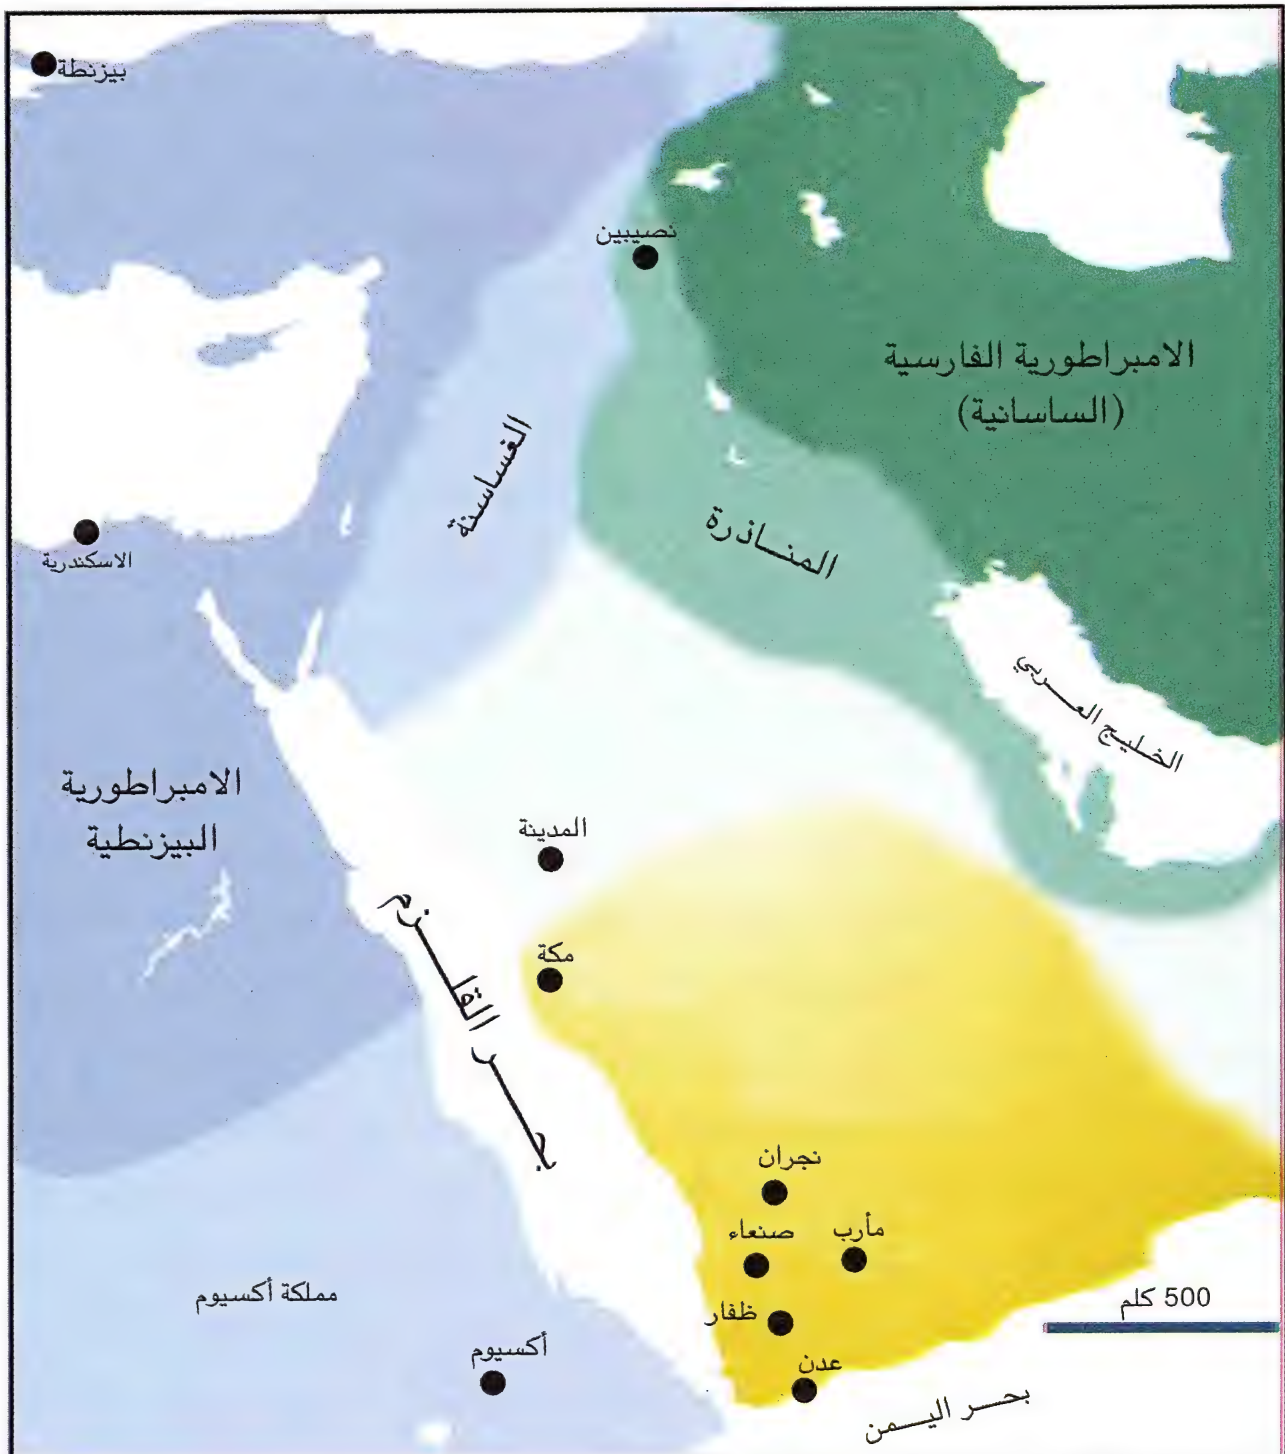 بيزنطة
نصيبين
الامبراطورية الفارسية
(الساسانية)
الغساسنة
المناذرة
الاسكندرية
الخليج العربي
الامبراطورية
البيزنطية
المدينة
مكة
بحر القلزم
نجران
صنعاء
مأرب
مملكة أكسيوم
ظفار
500 كلم
أكسيوم
عدن
بحر اليمن